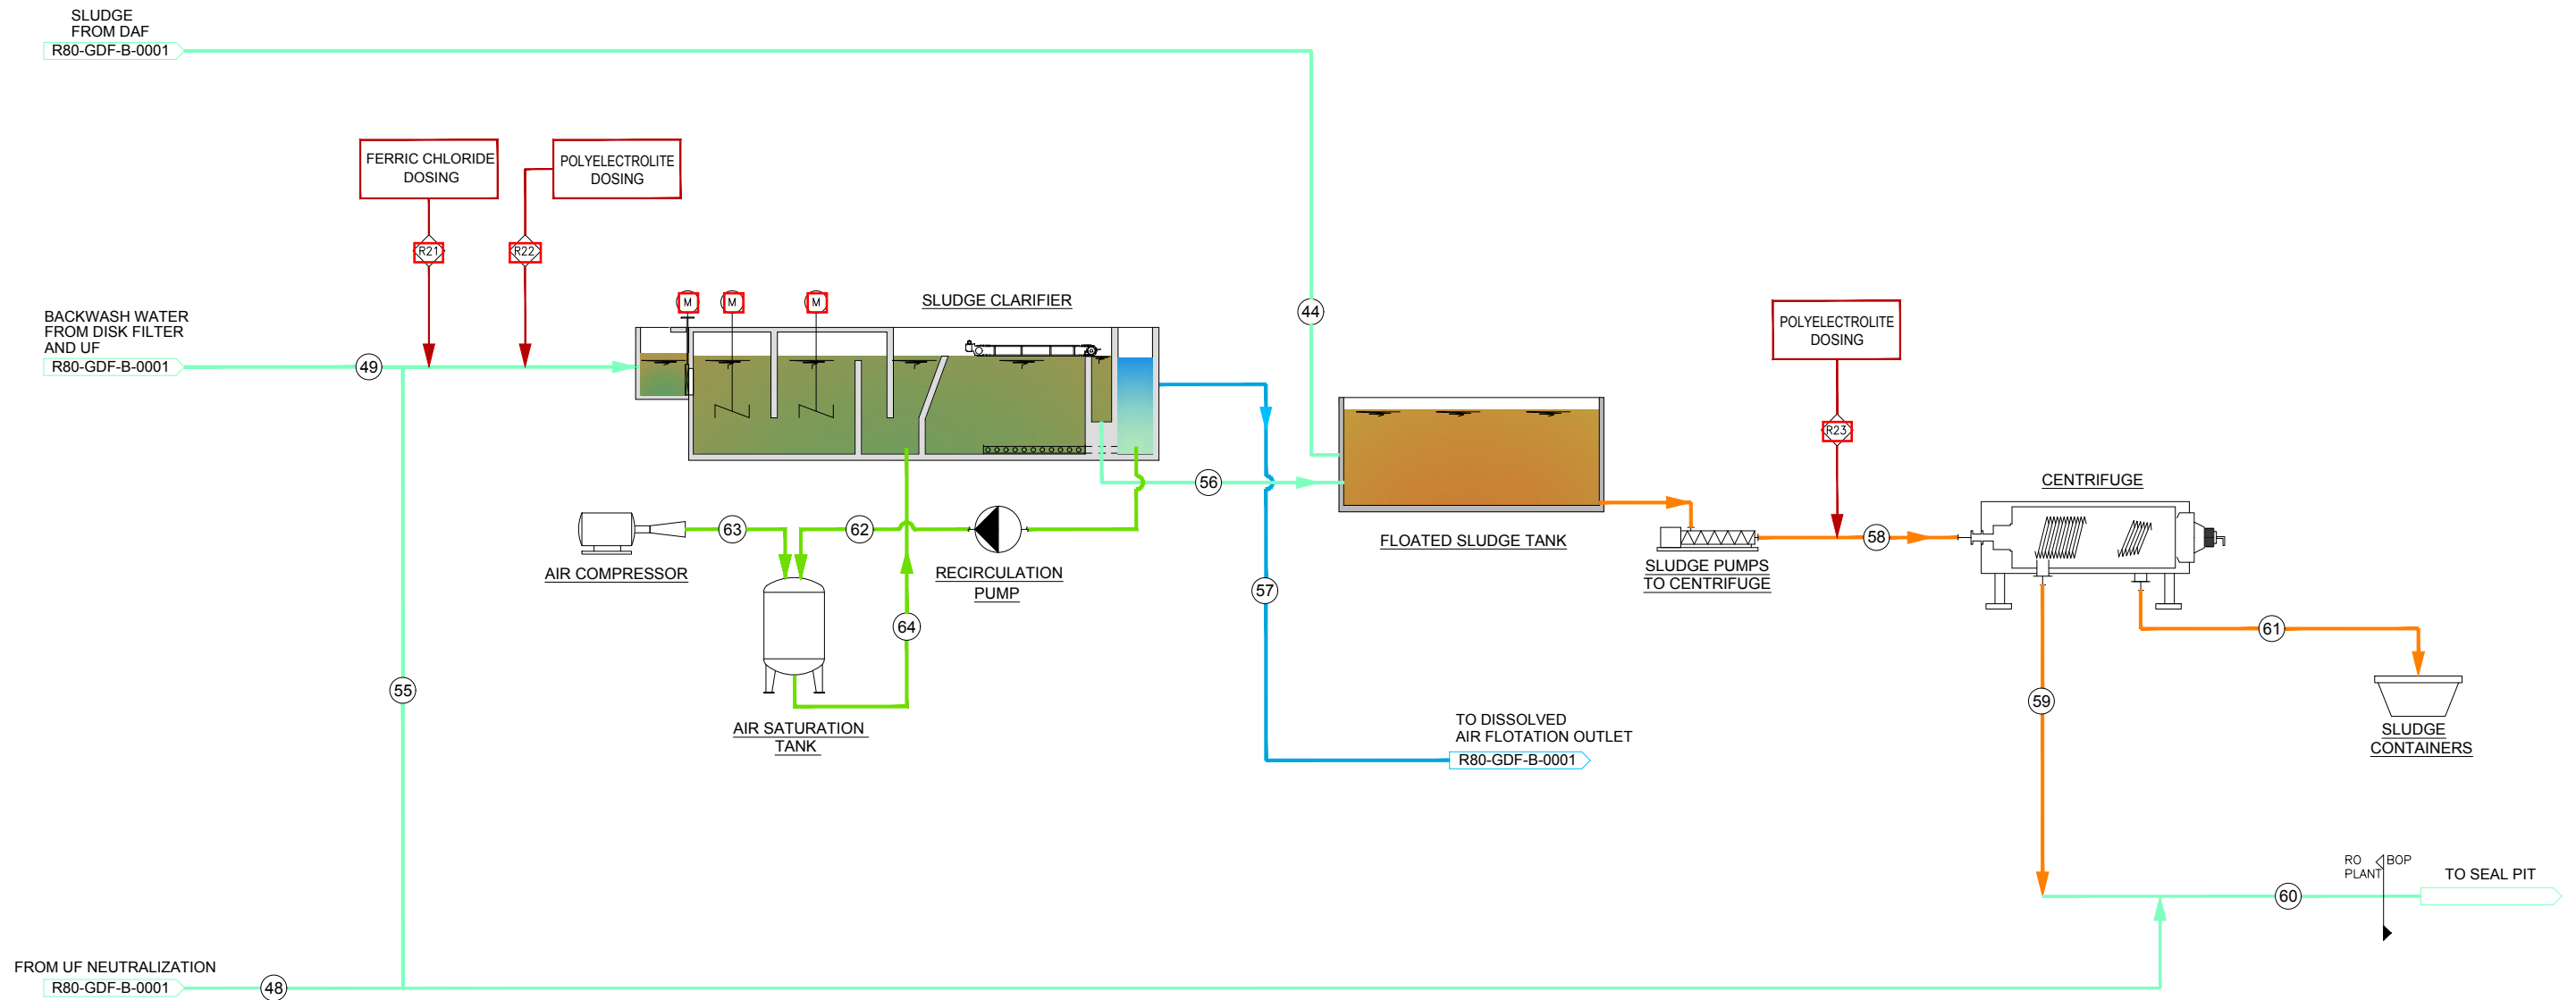 SLUDGE
FROM DAF
R80-GDF-B-0001
FERRIC CHLORIDE
DOSING
POLYELECTROLITE
DOSING
R21
R22
BACKWASH WATER
FROM DISK FILTER
AND UF
R80-GDF-B-0001
49
M
M
M
SLUDGE CLARIFIER
44
POLYELECTROLITE
DOSING
R23
56
CENTRIFUGE
63
62
AIR COMPRESSOR
RECIRCULATION
PUMP
FLOATED SLUDGE TANK
SLUDGE PUMPS
TO CENTRIFUGE
58
57
64
61
55
59
AIR SATURATION
TANK
TO DISSOLVED
AIR FLOTATION OUTLET
R80-GDF-B-0001
SLUDGE
CONTAINERS
RO
PLANT
BOP
TO SEAL PIT
60
FROM UF NEUTRALIZATION
R80-GDF-B-0001
48